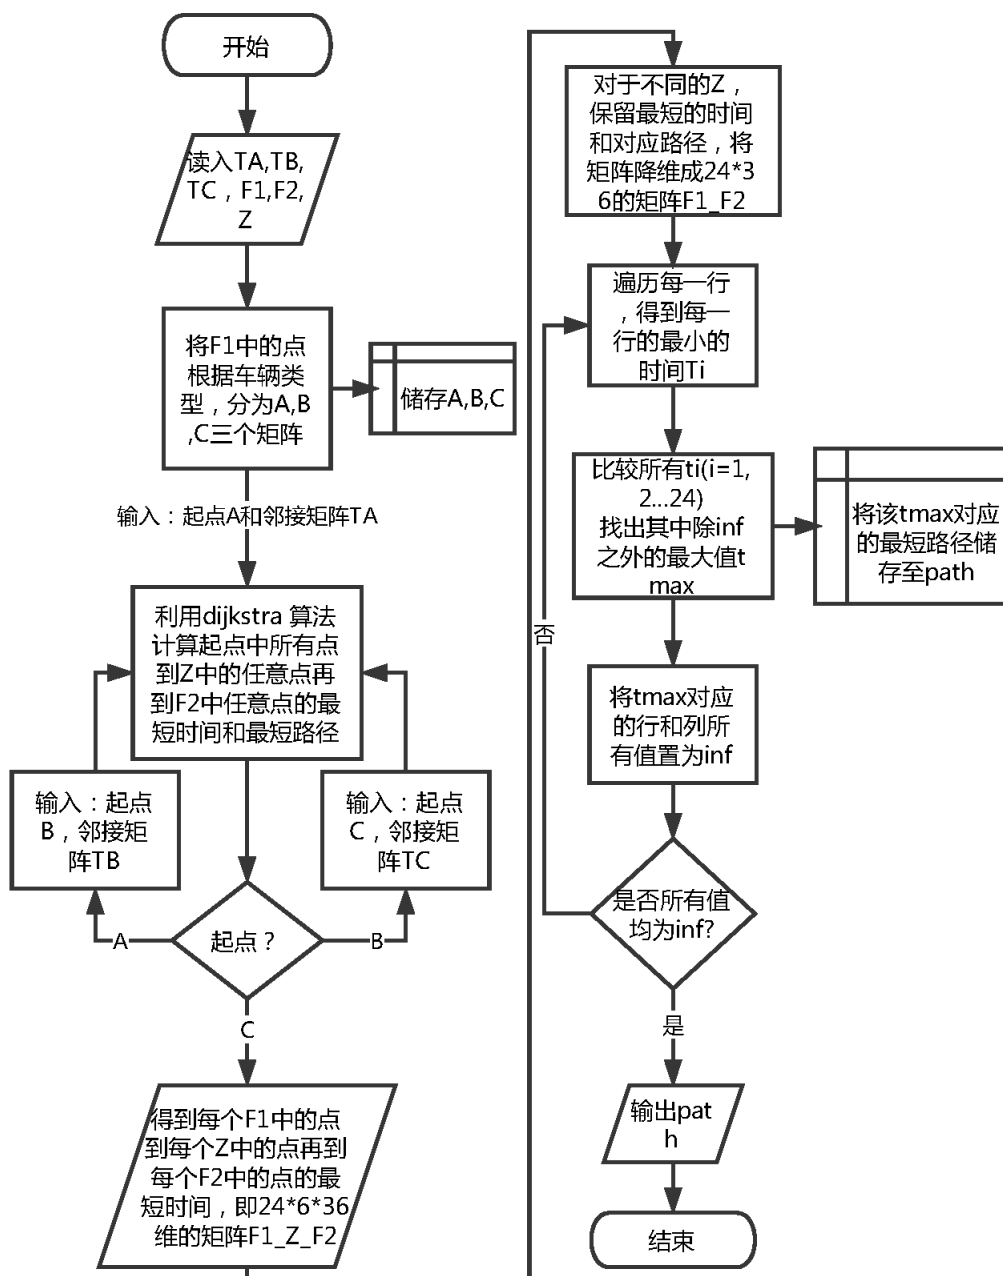 开始
读入TA,TB,
TC，F1,F2,
Z
将F1中的点
根据车辆类
型，分为A,B
,C三个矩阵
储存A,B,C
输入：起点A和邻接矩阵TA
利用dijkstra 算法
计算起点中所有点
到Z中的任意点再
到F2中任意点的最
短时间和最短路径
输入：起点
B，邻接矩
阵TB
输入：起点
C，邻接矩
阵TC
A
起点？
B
C
得到每个F1中的点
到每个Z中的点再到
每个F2中的点的最
短时间，即24*6*36
维的矩阵F1_Z_F2
对于不同的Z，
保留最短的时间
和对应路径，将
矩阵降维成24*3
6的矩阵F1_F2
遍历每一行
，得到每一
行的最小的
时间Ti
比较所有ti(i=1,
2...24)
找出其中除inf
之外的最大值t
max
将该tmax对应
的最短路径储
存至path
否
将tmax对应
的行和列所
有值置为inf
是否所有值
均为inf?
是
输出pat
h
结束